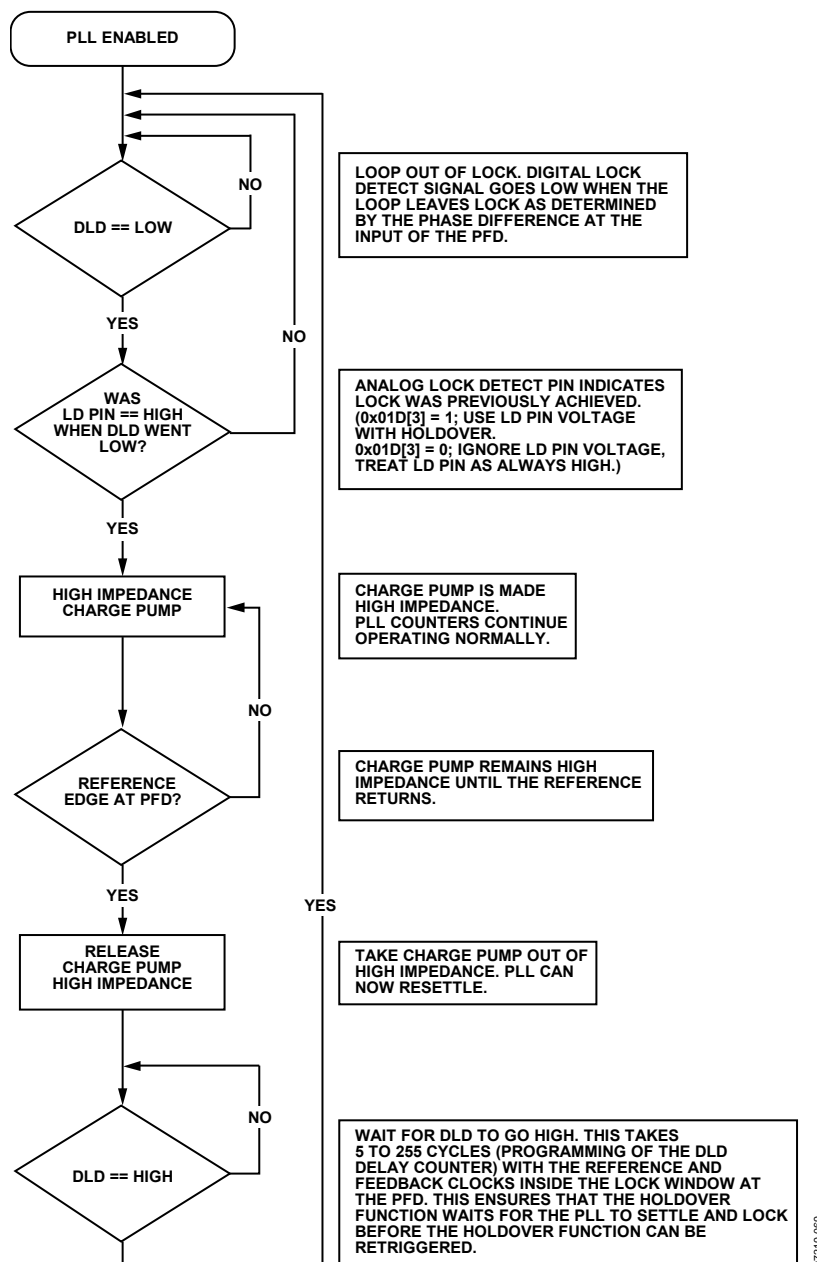 PLL ENABLED
NO
DLD == LOW
LOOP OUT OF LOCK. DIGITAL LOCK
DETECT SIGNAL GOES LOW WHEN THE
LOOP LEAVES LOCK AS DETERMINED
BY THE PHASE DIFFERENCE AT THE
INPUT OF THE PFD.
YES
NO
WAS
LD PIN == HIGH
WHEN DLD WENT
LOW?
ANALOG LOCK DETECT PIN INDICATES
LOCK WAS PREVIOUSLY ACHIEVED.
(0x01D[3] = 1; USE LD PIN VOLTAGE
WITH HOLDOVER.
0x01D[3] = 0; IGNORE LD PIN VOLTAGE,
TREAT LD PIN AS ALWAYS HIGH.)
YES
HIGH IMPEDANCE
CHARGE PUMP
CHARGE PUMP IS MADE
HIGH IMPEDANCE.
PLL COUNTERS CONTINUE
OPERATING NORMALLY.
NO
REFERENCE
EDGE AT PFD?
CHARGE PUMP REMAINS HIGH
IMPEDANCE UNTIL THE REFERENCE
RETURNS.
YES
YES
RELEASE
CHARGE PUMP
HIGH IMPEDANCE
TAKE CHARGE PUMP OUT OF
HIGH IMPEDANCE. PLL CAN
NOW RESETTLE.
NO
DLD == HIGH
WAIT FOR DLD TO GO HIGH. THIS TAKES
5 TO 255 CYCLES (PROGRAMMING OF THE DLD
DELAY COUNTER) WITH THE REFERENCE AND
FEEDBACK CLOCKS INSIDE THE LOCK WINDOW AT
THE PFD. THIS ENSURES THAT THE HOLDOVER
FUNCTION WAITS FOR THE PLL TO SETTLE AND LOCK
BEFORE THE HOLDOVER FUNCTION CAN BE
RETRIGGERED.